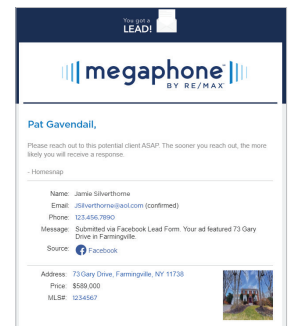 You got a
LEAD!
megaphone
BY RE/MAX
Pat Gavendail,
Please reach out to this potential client ASAP. The sooner you reach out, the more
likely you will receive a response.
- Homesnap
Name: Jamie Silverthorne
Email: JSilverthorne@aol.com (confirmed)
Phone: 123.456.7890
Message: Submitted via Facebook Lead Form. Your ad featured 73 Gary
Drive in Farmingville.
Source: Facebook
Address: 73 Gary Drive, Farmingville, NY 11738
Price: $589,000
MLS#: 1234567